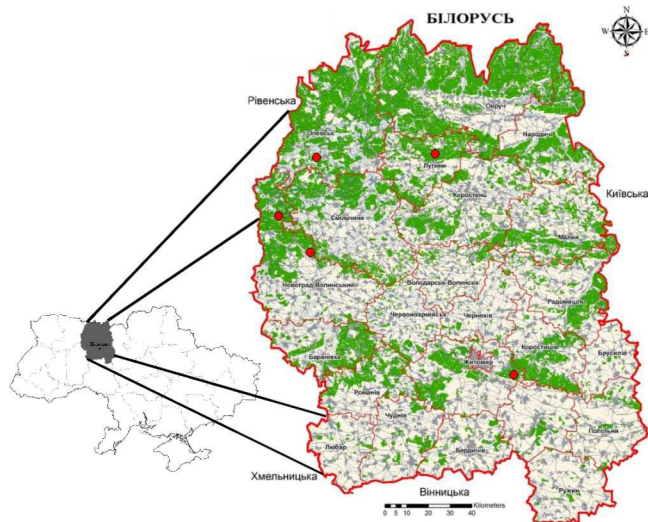 БІЛОРУСЬ
N
W
E
S
Рівенська
Овруч
Олевськ
Народичі
Лугини
Київська
Коростень
Ємільчине
Малин
Новоград-Волинський
Володарськ-Волинськ
Радомишль
Червоноармійськ
Черняхів
Коростишів
Брусилів
Баранівка
Житомир
Романів
Чуднів
Попільня
Любар
Бердичів
Хмельницька
Вінницька
Ружин
0 5 10 20 30 40
Kilometers